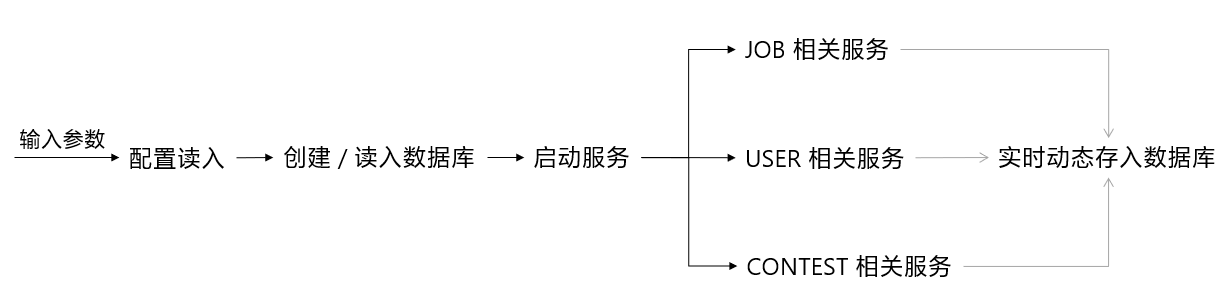 输入参数
配置读入
创建 / 读入数据库
启动服务
JOB 相关服务
USER 相关服务
CONTEST 相关服务
实时动态存入数据库